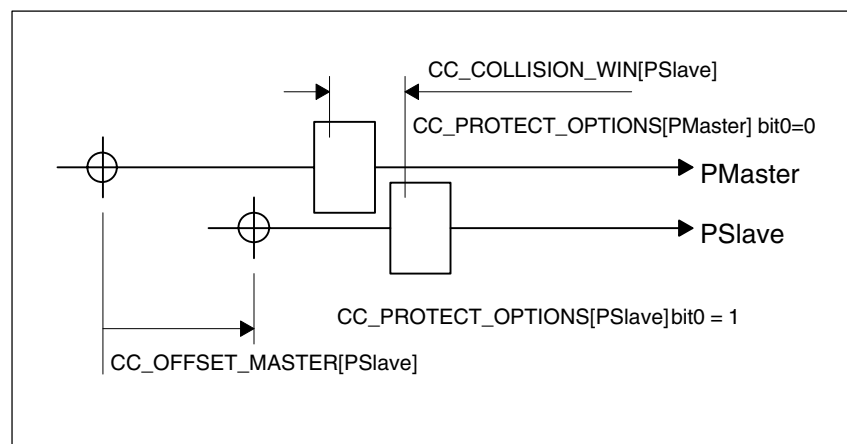 CC_COLLISION_WIN[PSlave]
CC_PROTECT_OPTIONS[PMaster] bit0=0
PMaster
PSlave
CC_PROTECT_OPTIONS[PSlave]bit0 = 1
CC_OFFSET_MASTER[PSlave]